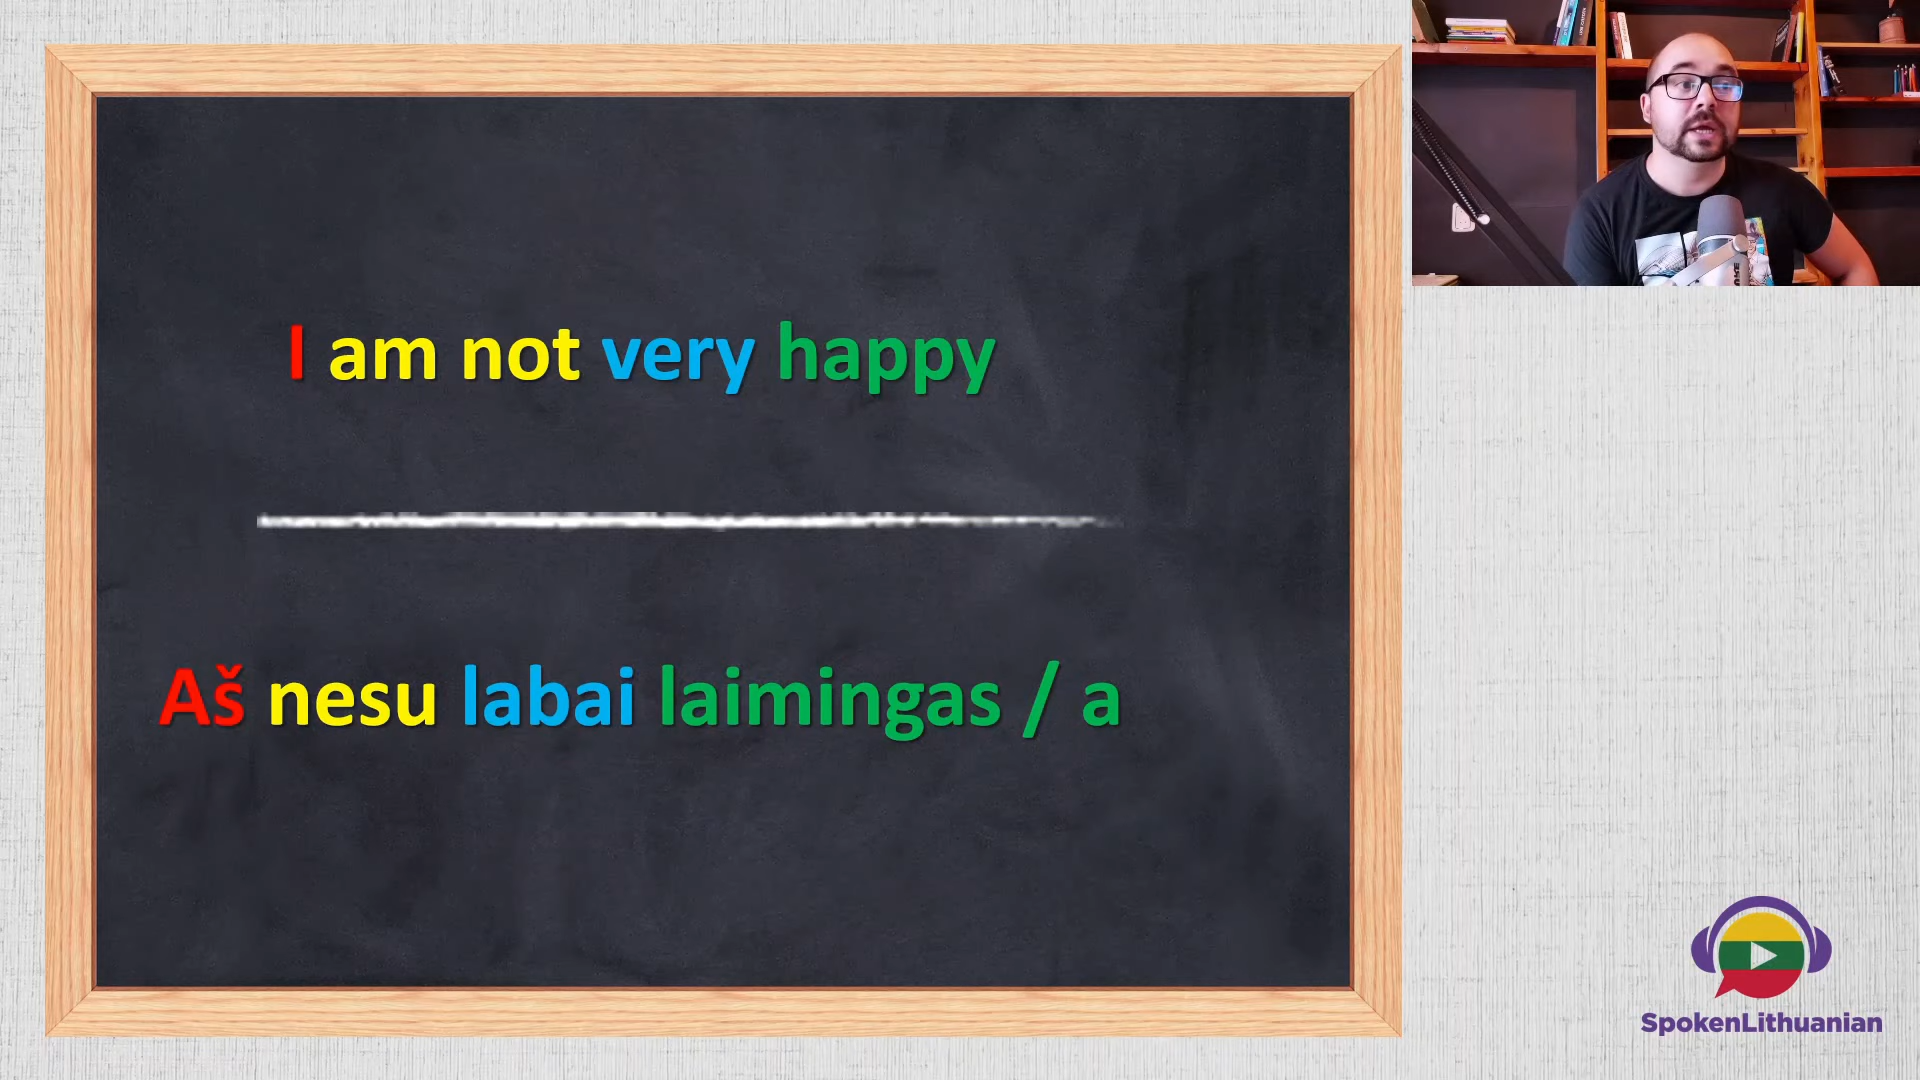 I am not very happy
Aš nesu labai laimingas / a
SpokenLithuanian